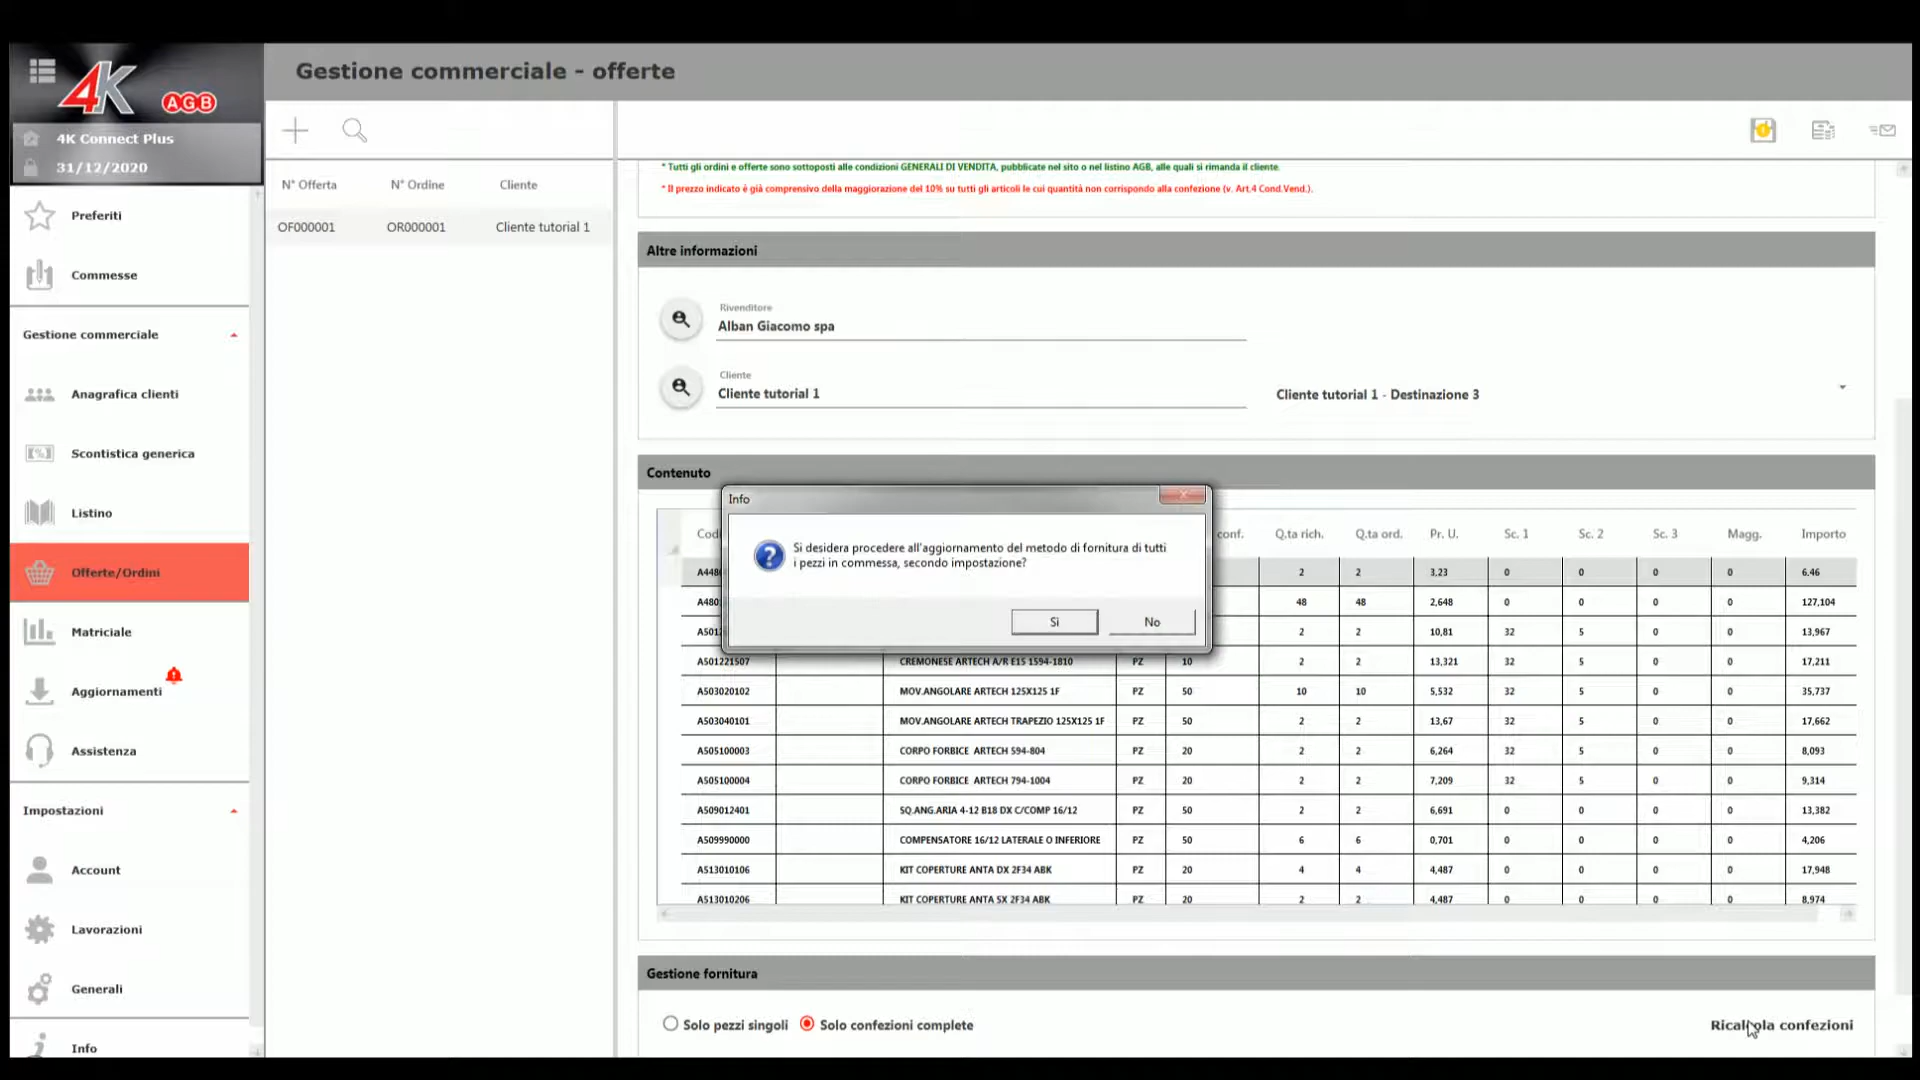 Gestione commerciale - offerte
4K
AGB
4K Connect Plus
31/12/2020
Preferiti
Commesse
Gestione commerciale
Anagrafica clienti
Scontistica generica
Listino
Offerte/Ordini
Matriciale
Aggiornamenti
Assistenza
Impostazioni
Account
Lavorazioni
Generali
Info
N° Offerta N° Ordine Cliente
OF000001 OR000001 Cliente tutorial 1
* Tutti gli ordini e offerte sono sottoposti alle condizioni GENERALI DI VENDITA, pubblicate nel sito o nel listino AGB, alle quali si rimanda il cliente.
* Il prezzo indicato è già comprensivo della maggiorazione del 10% su tutti gli articoli le cui quantità non corrispondo alla confezione (v. Art.4 Cond.Vend.).
Altre informazioni
Rivenditore
Alban Giacomo spa
Cliente
Cliente tutorial 1 Cliente tutorial 1 - Destinazione 3
Contenuto
Info
Si desidera procedere all'aggiornamento del metodo di fornitura di tutti
i pezzi in commessa, secondo impostazione?
Sì No
conf. Q.ta rich. Q.ta ord. Pr. U. Sc. 1 Sc. 2 Sc. 3 Magg. Importo
2 2 3,23 0 0 0 0 6.46
48 48 2,648 0 0 0 0 127,104
2 2 10,81 32 5 0 0 13,967
A501221507 CREMONESE ARTECH A/R E15 1594-1810 PZ 10 2 2 13,321 32 5 0 0 17,211
A503020102 MOV.ANGOLARE ARTECH 125X125 1F PZ 50 10 10 5,532 32 5 0 0 35,737
A503040101 MOV.ANGOLARE ARTECH TRAPEZIO 125X125 1F PZ 50 2 2 13,67 32 5 0 0 17,662
A505100003 CORPO FORBICE ARTECH 594-804 PZ 20 2 2 6,264 32 5 0 0 8,093
A505100004 CORPO FORBICE ARTECH 794-1004 PZ 20 2 2 7,209 32 5 0 0 9,314
A509012401 SQ.ANG.ARIA 4-12 B18 DX C/COMP 16/12 PZ 50 2 2 6,691 0 0 0 0 13,382
A509990000 COMPENSATORE 16/12 LATERALE O INFERIORE PZ 50 6 6 0,701 0 0 0 0 4,206
A513010106 KIT COPERTURE ANTA DX 2F34 ABK PZ 20 4 4 4,487 0 0 0 0 17,948
A513010206 KIT COPERTURE ANTA SX 2F34 ABK PZ 20 2 2 4,487 0 0 0 0 8,974
Gestione fornitura
Solo pezzi singoli Solo confezioni complete Ricalcola confezioni